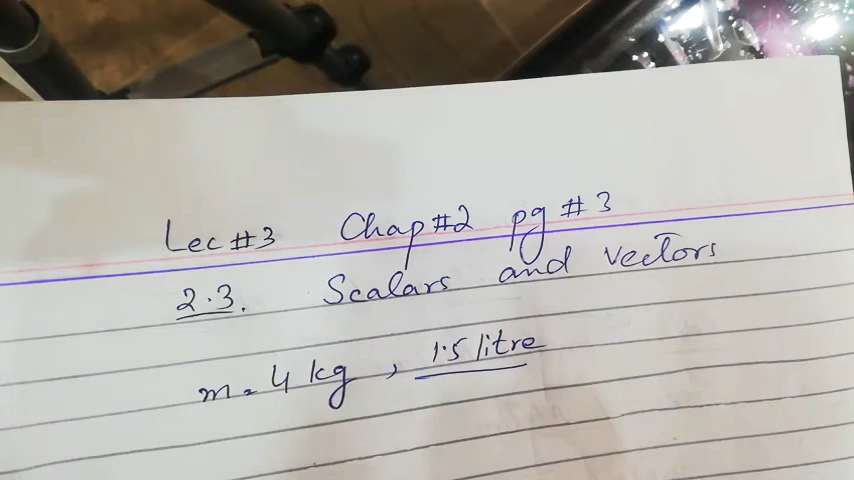 Lec #3 Chap #2 pg #3
2.3. Scalars and vectors
m = 4 kg , 1.5 litre